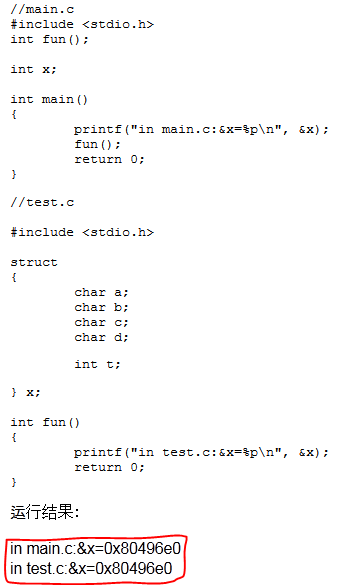 //main.c
#include <stdio.h>
int fun();
int x;
int main()
{
printf("in main.c:&x=%p\n", &x);
fun();
return 0;
}
//test.c
#include <stdio.h>
struct
{
char a;
char b;
char c;
char d;
int t;
} x;
int fun()
{
printf("in test.c:&x=%p\n", &x);
return 0;
}
运行结果:
in main.c:&x=0x80496e0
in test.c:&x=0x80496e0